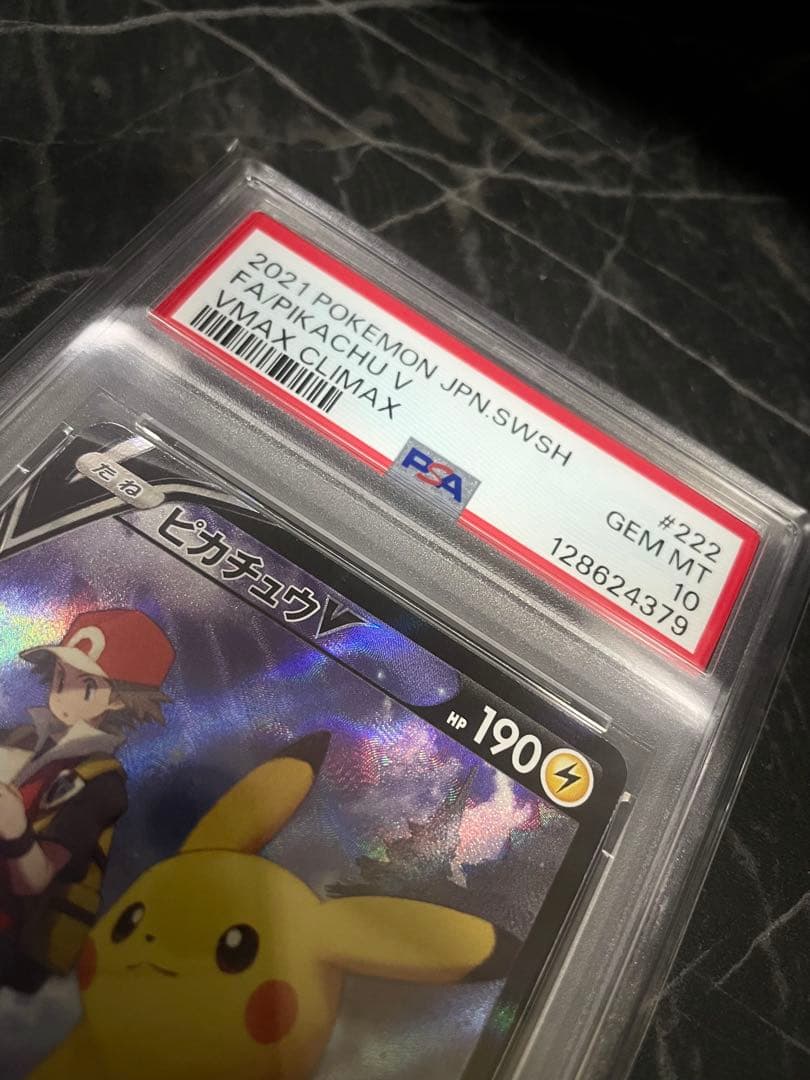 2021 POKEMON JPN.SWSH
FA/PIKACHU V
VMAX CLIMAX
#222
GEM MT
10
128624379
PSA
たね
ピカチュウV
HP 190